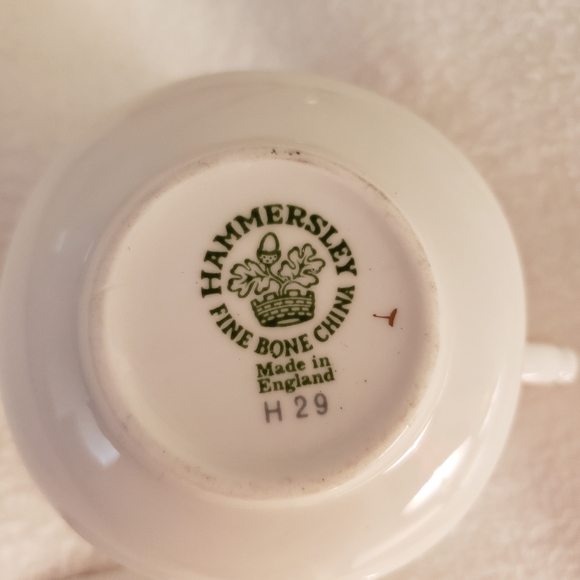 HAMMERSLEY
FINE BONE CHINA
Made in
England
H 29